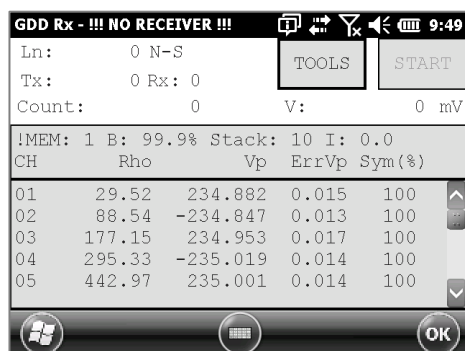 GDD Rx - !!! NO RECEIVER !!! 9:49
Ln: 0 N-S
TOOLS START
Tx: 0 Rx: 0
Count: 0 V: 0 mV
!MEM: 1 B: 99.9% Stack: 10 I: 0.0
CH Rho Vp ErrVp Sym(%)
01 29.52 234.882 0.015 100
02 88.54 -234.847 0.013 100
03 177.15 234.953 0.017 100
04 295.33 -235.019 0.014 100
05 442.97 235.001 0.014 100
OK